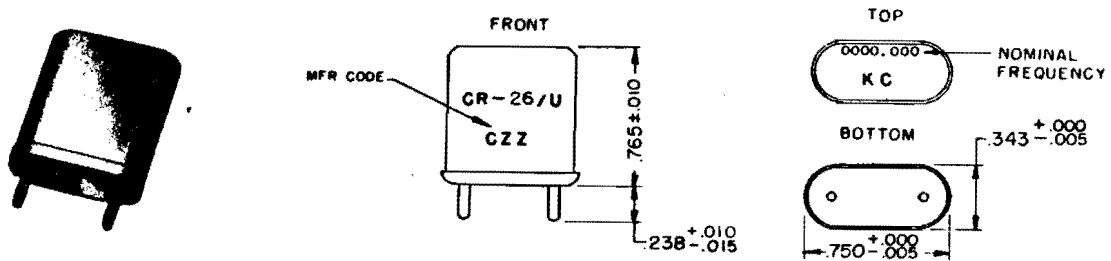 FRONT
MFR CODE
CR-26/U
CZZ
.765±.010
.238 +.010 -.015
TOP
0000.000
KC
NOMINAL
FREQUENCY
BOTTOM
.343 +.000 -.005
.750 +.000 -.005